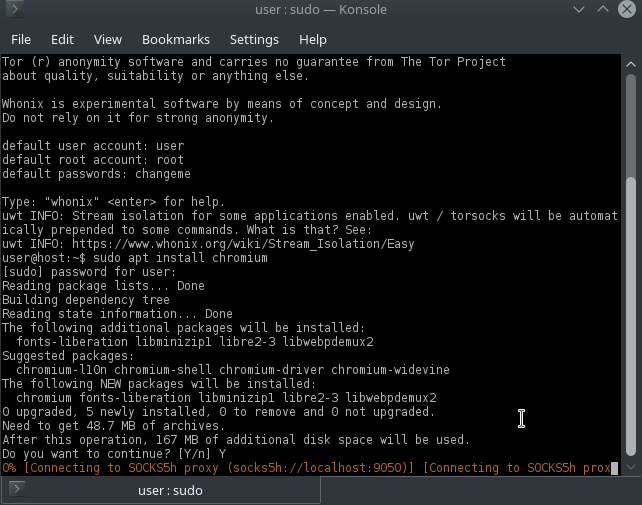 user : sudo — Konsole
File Edit View Bookmarks Settings Help
Tor (r) anonymity software and carries no guarantee from The Tor Project
about quality, suitability or anything else.
Whonix is experimental software by means of concept and design.
Do not rely on it for strong anonymity.
default user account: user
default root account: root
default passwords: changeme
Type: "whonix" <enter> for help.
uwt INFO: Stream isolation for some applications enabled. uwt / torsocks will be automat
ically prepended to some commands. What is that? See:
uwt INFO: https://www.whonix.org/wiki/Stream_Isolation/Easy
user@host:~$ sudo apt install chromium
[sudo] password for user:
Reading package lists... Done
Building dependency tree
Reading state information... Done
The following additional packages will be installed:
fonts-liberation libminizip1 libre2-3 libwebpdemux2
Suggested packages:
chromium-l10n chromium-shell chromium-driver chromium-widevine
The following NEW packages will be installed:
chromium fonts-liberation libminizip1 libre2-3 libwebpdemux2
0 upgraded, 5 newly installed, 0 to remove and 0 not upgraded.
Need to get 48.7 MB of archives.
After this operation, 167 MB of additional disk space will be used.
Do you want to continue? [Y/n] Y
0% [Connecting to SOCKS5h proxy (socks5h://localhost:9050)] [Connecting to SOCKS5h prox
user : sudo